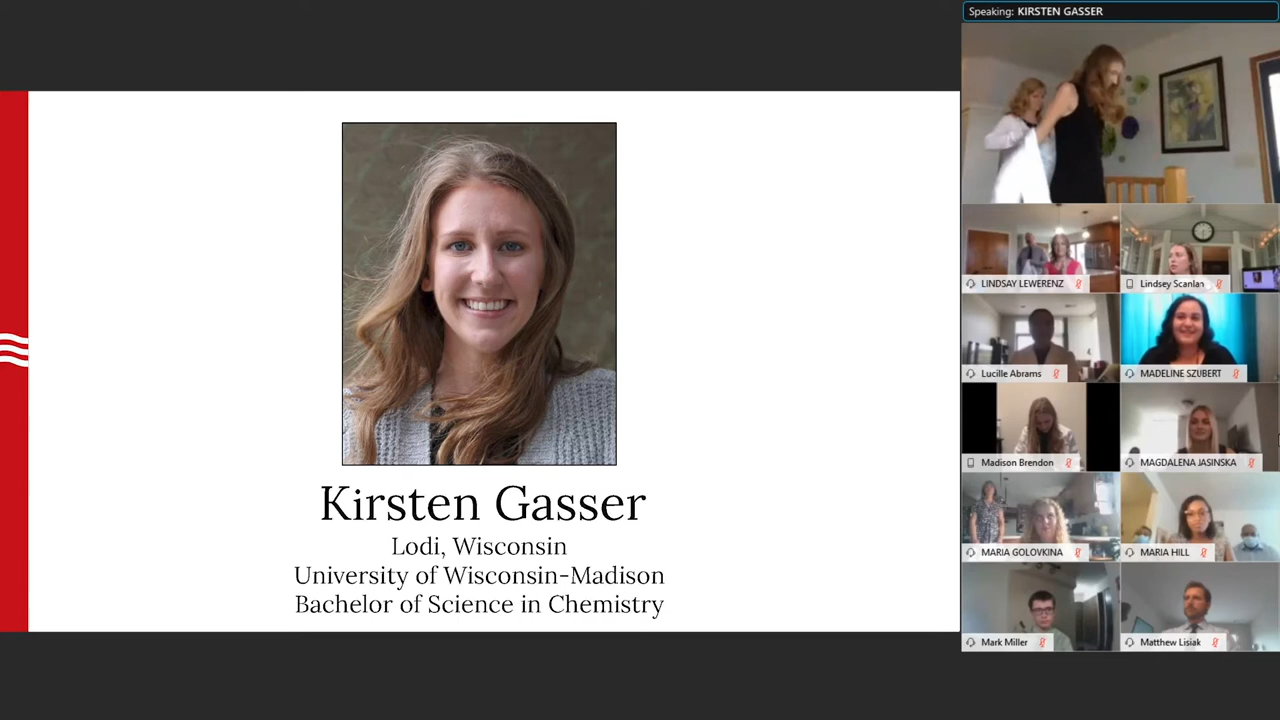 Speaking: KIRSTEN GASSER
Kirsten Gasser
Lodi, Wisconsin
University of Wisconsin-Madison
Bachelor of Science in Chemistry
LINDSAY LEWERENZ
Lindsey Scanlan
Lucille Abrams
MADELINE SZUBERT
Madison Brendon
MAGDALENA JASINSKA
MARIA GOLOVKINA
MARIA HILL
Mark Miller
Matthew Lisiak